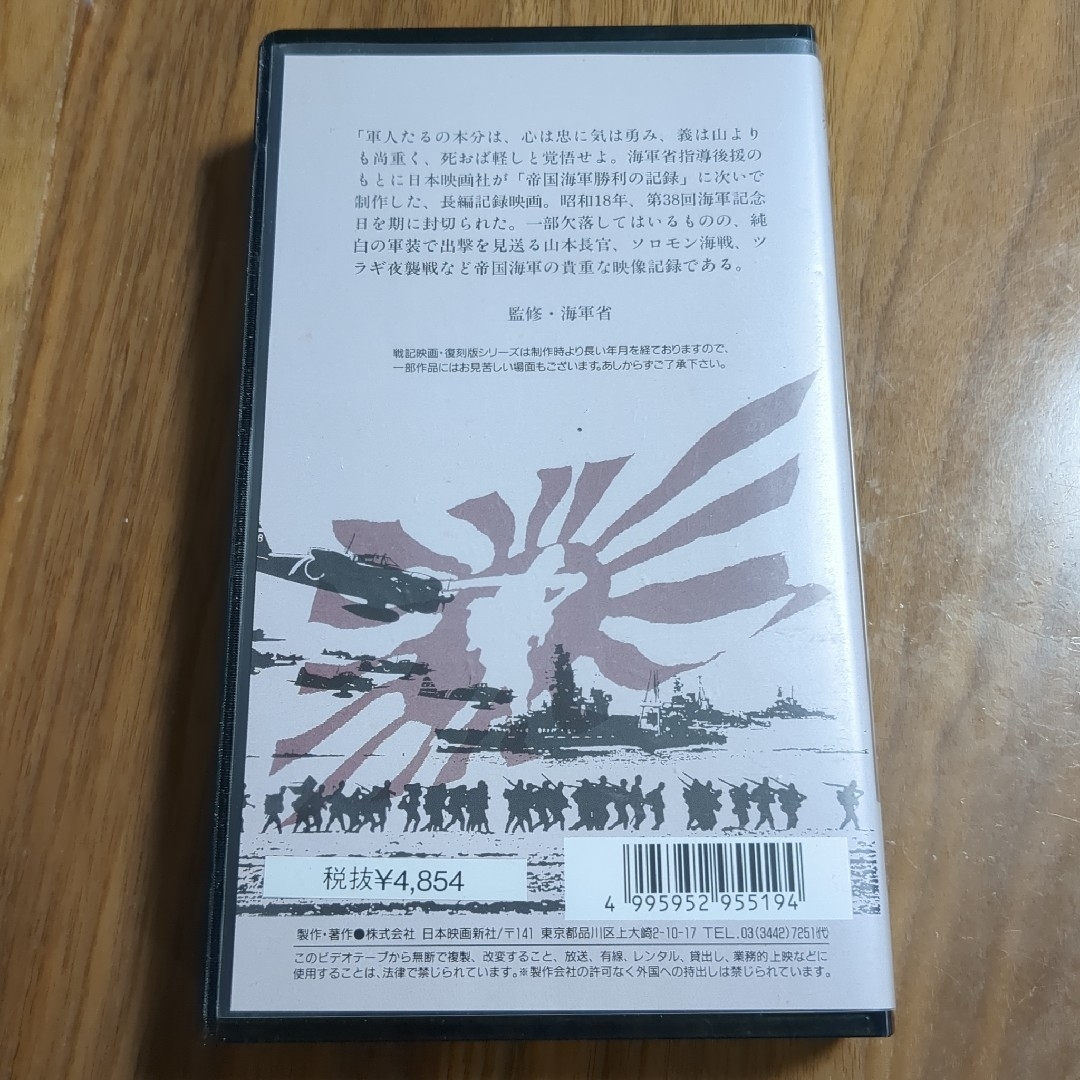 「軍人たるの本分は、心は忠に気は勇み、義は山より
も尚重く、死おば軽しと覚悟せよ。海軍省指導後援の
もとに日本映画社が「帝国海軍勝利の記録」に次いで
制作した、長編記録映画。昭和18年、第38回海軍記念
日を期に封切られた。一部欠落してはいるものの、純
白の軍装で出撃を見送る山本長官、ソロモン海戦、ツ
ラギ夜襲戦など帝国海軍の貴重な映像記録である。
監修・海軍省
戦記映画・復刻版シリーズは制作時より長い年月を経ておりますので、
一部作品にはお見苦しい場面もございます。あしからずご了承下さい。
税抜¥4,854
4 995952 955194
製作・著作●株式会社 日本映画新社/〒141 東京都品川区上大崎2-10-17 TEL.03(3442)7251代
このビデオテープから無断で複製、改変すること、放送、有線、レンタル、貸出し、業務的上映などに
使用することは、法律で禁じられています。※製作会社の許可なく外国への持出しは禁じられています。